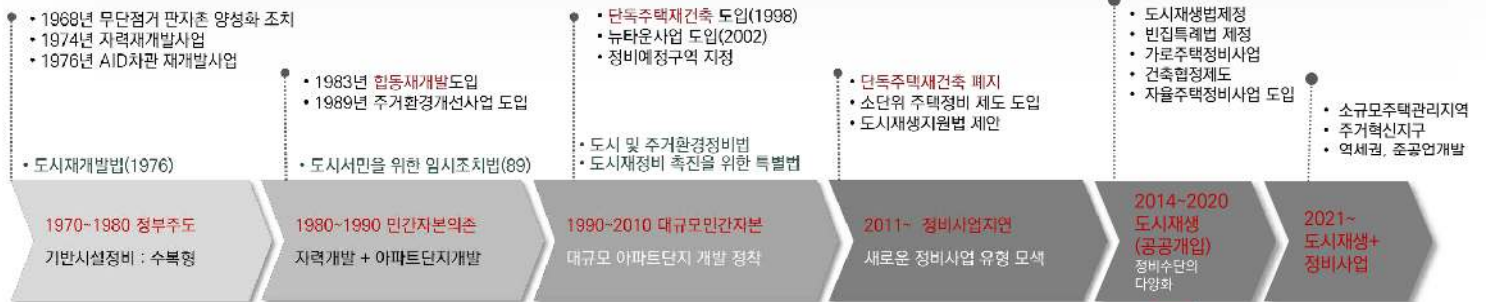 • 1968년 무단점거 판자촌 양성화 조치
• 1974년 자력재개발사업
• 1976년 AID차관 재개발사업
• 도시재개발법(1976)
1970~1980 정부주도
기반시설정비 : 수복형
• 1983년 합동재개발도입
• 1989년 주거환경개선사업 도입
• 도시서민을 위한 임시조치법(89)
1980~1990 민간자본의존
자력개발 + 아파트단지개발
• 단독주택재건축 도입(1998)
• 뉴타운사업 도입(2002)
• 정비예정구역 지정
• 도시 및 주거환경정비법
• 도시재정비 촉진을 위한 특별법
1990~2010 대규모민간자본
대규모 아파트단지 개발 정착
• 단독주택재건축 폐지
• 소단위 주택정비 제도 도입
• 도시재생지원법 제안
2011~ 정비사업지연
새로운 정비사업 유형 모색
• 도시재생법제정
• 빈집특례법 제정
• 가로주택정비사업
• 건축협정제도
• 자율주택정비사업 도입
2014~2020
도시재생
(공공개입)
정비수단의
다양화
• 소규모주택관리지역
• 주거혁신지구
• 역세권, 준공업개발
2021~
도시재생+
정비사업